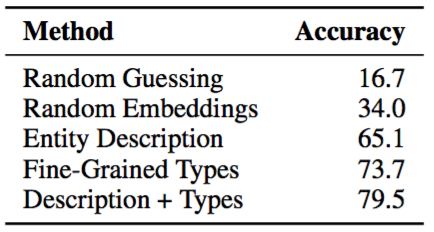 Method Accuracy
Random Guessing 16.7
Random Embeddings 34.0
Entity Description 65.1
Fine-Grained Types 73.7
Description + Types 79.5